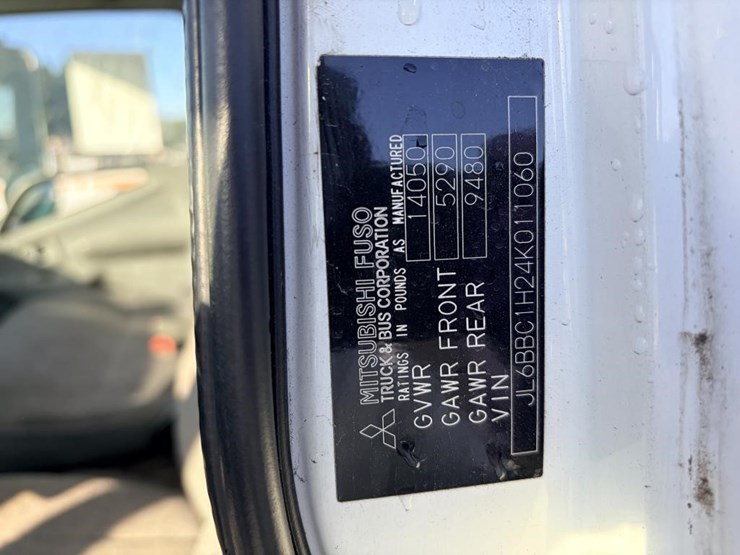 MITSUBISHI FUSO
TRUCK & BUS CORPORATION
RATINGS IN POUNDS AS MANUFACTURED
GVWR 14050
GAWR FRONT 5290
GAWR REAR 9480
VIN
JL6BBC1H24K011060